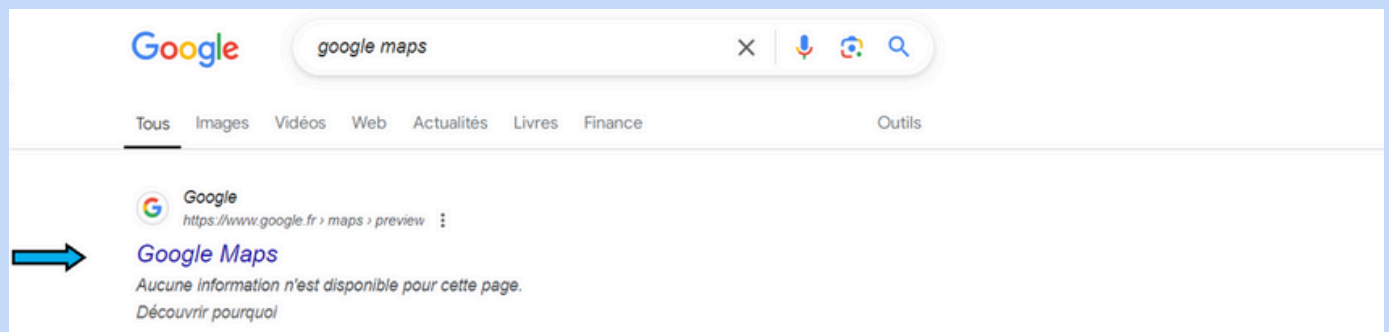 Google google maps
Tous Images Vidéos Web Actualités Livres Finance Outils
Google
https://www.google.fr › maps › preview
Google Maps
Aucune information n'est disponible pour cette page.
Découvrir pourquoi